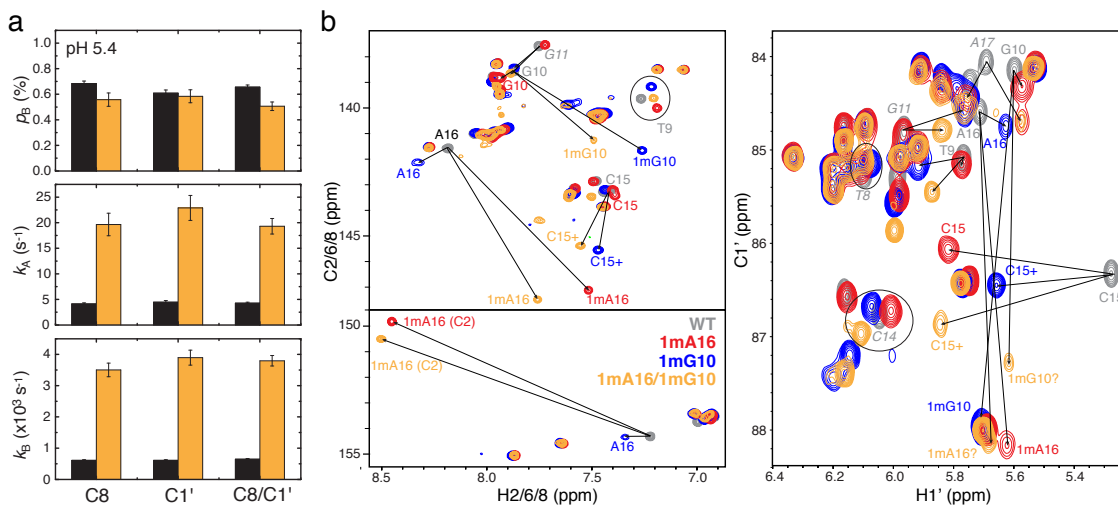 a
pH 5.4
pB (%)
1.0
0.8
0.6
0.4
0.2
0.0
kA (s⁻¹)
25
20
15
10
5
0
kB (x10³ s⁻¹)
4
3
2
1
0
C8
C1'
C8/C1'
b
C2/6/8 (ppm)
140
145
150
155
G11
G10
G10
T9
A16
A16
1mG10
1mG10
C15
C15
C15+
C15+
1mA16
1mA16
1mA16 (C2)
1mA16 (C2)
WT
1mA16
1mG10
1mA16/1mG10
A16
8.5
8.0
7.5
7.0
H2/6/8 (ppm)
C1' (ppm)
84
85
86
87
88
A17
G10
G11
A16
A16
T9
T8
C15
C15+
C15
C14
C15+
1mG10?
1mG10
1mA16?
1mA16
6.4
6.2
6.0
5.8
5.6
5.4
5.2
H1' (ppm)